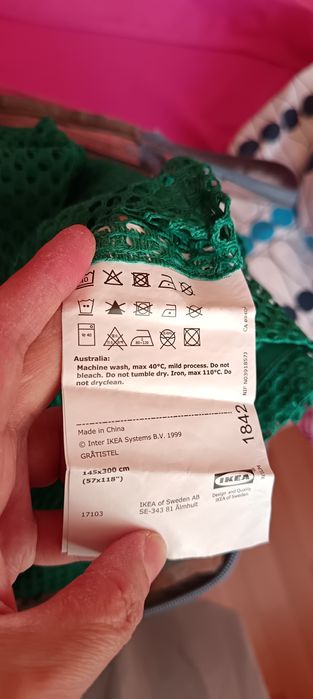 Australia:
Machine wash, max 40°C, mild process. Do not
bleach. Do not tumble dry. Iron, max 110°C. Do
not dryclean.
Made in China
© Inter IKEA Systems B.V. 1999
GRÅTISTEL
145x300 cm
(57x118")
17103
IKEA of Sweden AB
SE-343 81 Älmhult
IKEA
Design and Quality
IKEA of Sweden
1842